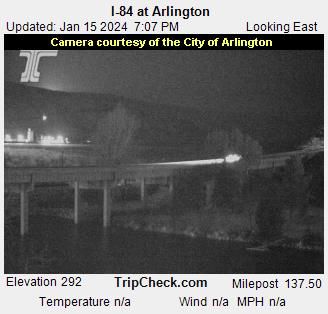 I-84 at Arlington
Updated: Jan 15 2024 7:07 PM Looking East
Camera courtesy of the City of Arlington
Elevation 292 TripCheck.com Milepost 137.50
Temperature n/a Wind n/a MPH n/a